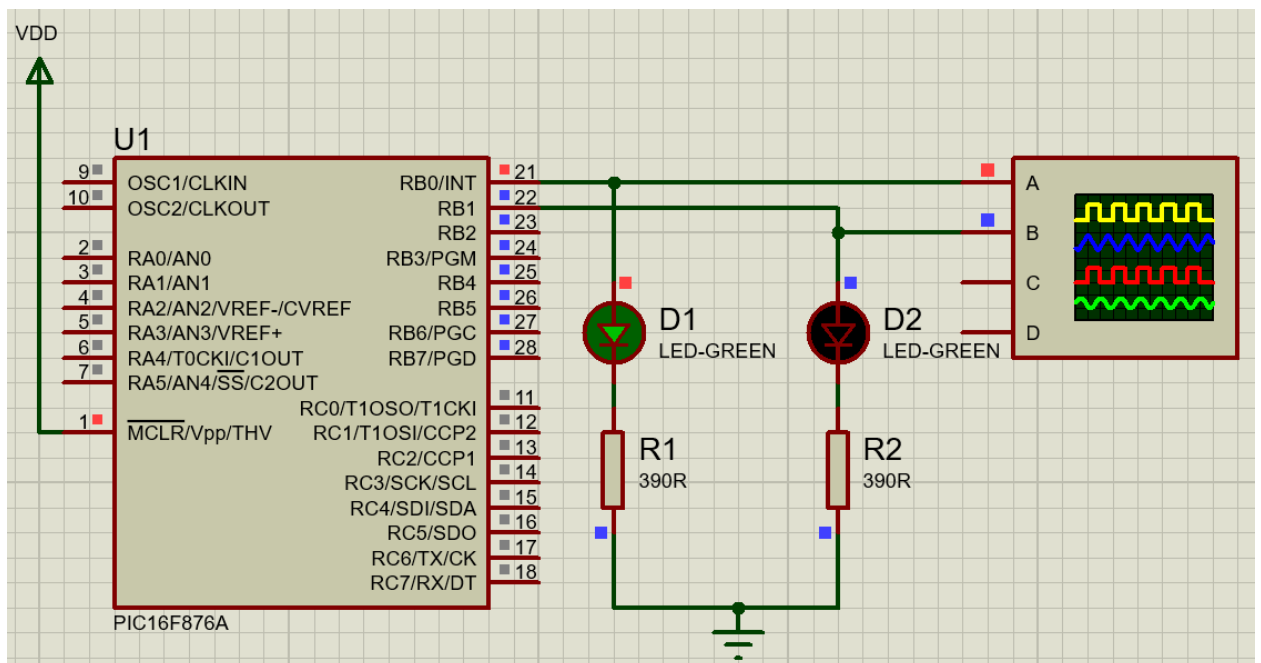 VDD
U1
9
OSC1/CLKIN
10
OSC2/CLKOUT
2
RA0/AN0
3
RA1/AN1
4
RA2/AN2/VREF-/CVREF
5
RA3/AN3/VREF+
6
RA4/T0CKI/C1OUT
7
RA5/AN4/SS/C2OUT
1
MCLR/Vpp/THV
RB0/INT
21
RB1
22
RB2
23
RB3/PGM
24
RB4
25
RB5
26
RB6/PGC
27
RB7/PGD
28
RC0/T1OSO/T1CKI
11
RC1/T1OSI/CCP2
12
RC2/CCP1
13
RC3/SCK/SCL
14
RC4/SDI/SDA
15
RC5/SDO
16
RC6/TX/CK
17
RC7/RX/DT
18
PIC16F876A
D1
LED-GREEN
R1
390R
D2
LED-GREEN
R2
390R
A
B
C
D